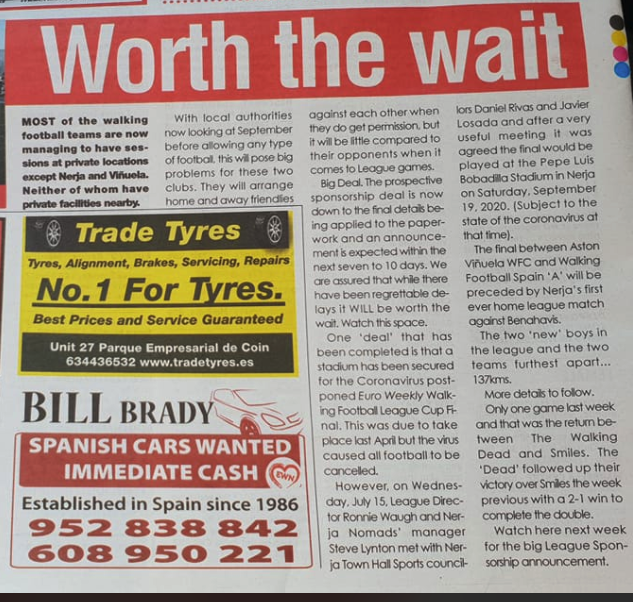 Worth the wait
MOST of the walking
football teams are now
managing to have ses-
sions at private locations
except Nerja and Viñuela.
Neither of whom have
private facilities nearby.
With local authorities
now looking at September
before allowing any type
of football, this will pose big
problems for these two
clubs. They will arrange
home and away friendlies
against each other when
they do get permission, but
it will be little compared to
their opponents when it
comes to League games.
Big Deal. The prospective
sponsorship deal is now
down to the final details be-
ing applied to the paper-
work and an announce-
ment is expected within the
next seven to 10 days. We
are assured that while there
have been regrettable de-
lays it WILL be worth the
wait. Watch this space.
One ‘deal’ that has
been completed is that a
stadium has been secured
for the Coronavirus post-
poned Euro Weekly Walk-
ing Football League Cup Fi-
nal. This was due to take
place last April but the virus
caused all football to be
cancelled.
However, on Wednes-
day, July 15, League Direc-
tor Ronnie Waugh and Ner-
ja Nomads’ manager
Steve Lynton met with Ner-
ja Town Hall Sports council-
lors Daniel Rivas and Javier
Losada and after a very
useful meeting it was
agreed the final would be
played at the Pepe Luis
Bobadilla Stadium in Nerja
on Saturday, September
19, 2020. (Subject to the
state of the coronavirus at
that time).
The final between Aston
Viñuela WFC and Walking
Football Spain ‘A’ will be
preceded by Nerja’s first
ever home league match
against Benahavis.
The two ‘new’ boys in
the league and the two
teams furthest apart...
137kms.
More details to follow.
Only one game last week
and that was the return be-
tween The Walking
Dead and Smiles. The
‘Dead’ followed up their
victory over Smiles the week
previous with a 2-1 win to
complete the double.
Watch here next week
for the big League Spon-
sorship announcement.
Trade Tyres
Tyres, Alignment, Brakes, Servicing, Repairs
No.1 For Tyres.
Best Prices and Service Guaranteed
Unit 27 Parque Empresarial de Coin
634436532 www.tradetyres.es
BILL BRADY
SPANISH CARS WANTED
IMMEDIATE CASH
EWN
Established in Spain since 1986
952 838 842
608 950 221